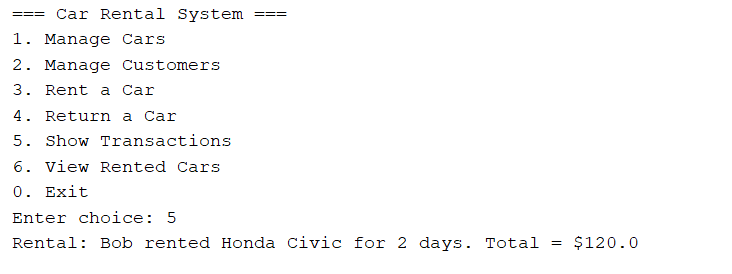 === Car Rental System ===
1. Manage Cars
2. Manage Customers
3. Rent a Car
4. Return a Car
5. Show Transactions
6. View Rented Cars
0. Exit
Enter choice: 5
Rental: Bob rented Honda Civic for 2 days. Total = $120.0